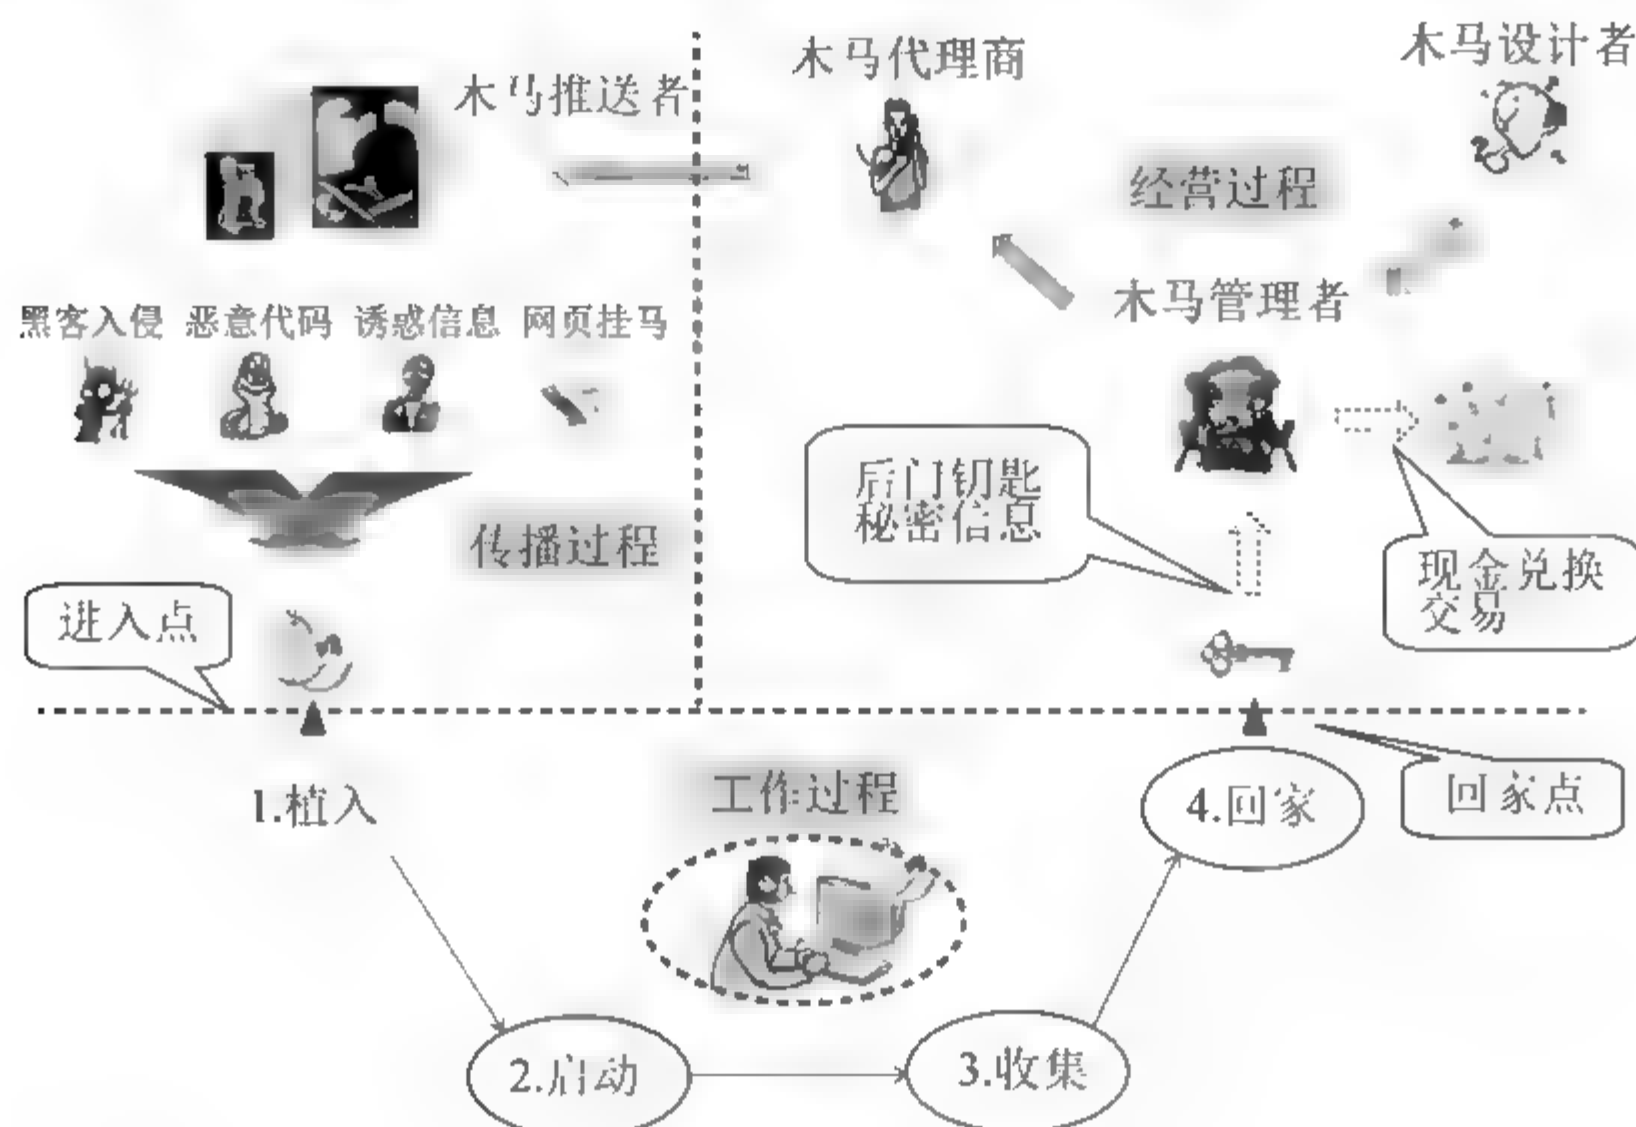 木马推送者
木马代理商
木马设计者
经营过程
木马管理者
黑客入侵 恶意代码 诱惑信息 网页挂马
后门钥匙
秘密信息
传播过程
现金兑换
交易
进入点
1.植入
工作过程
4.回家
回家点
2.启动
3.收集